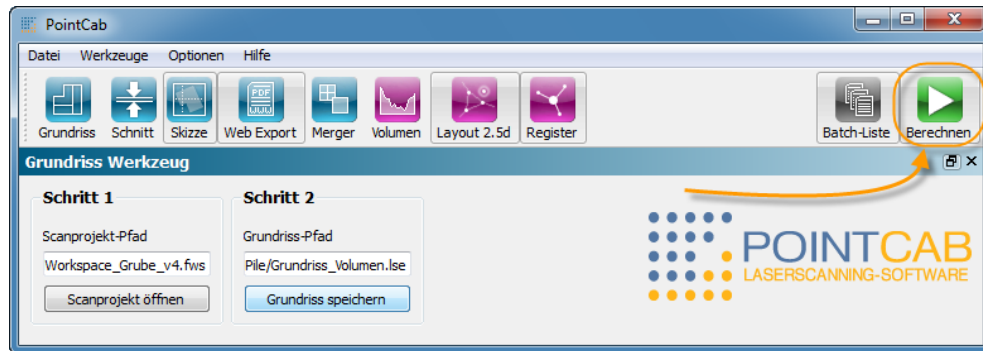 PointCab
Datei Werkzeuge Optionen Hilfe
PDF
Grundriss Schnitt Skizze Web Export Merger Volumen Layout 2.5d Register Batch-Liste Berechnen
Grundriss Werkzeug
Schritt 1 Schritt 2
Scanprojekt-Pfad Grundriss-Pfad
Workspace_Grube_v4.fws Pile/Grundriss_Volumen.lse
Scanprojekt öffnen Grundriss speichern
POINTCAB
LASERSCANNING-SOFTWARE